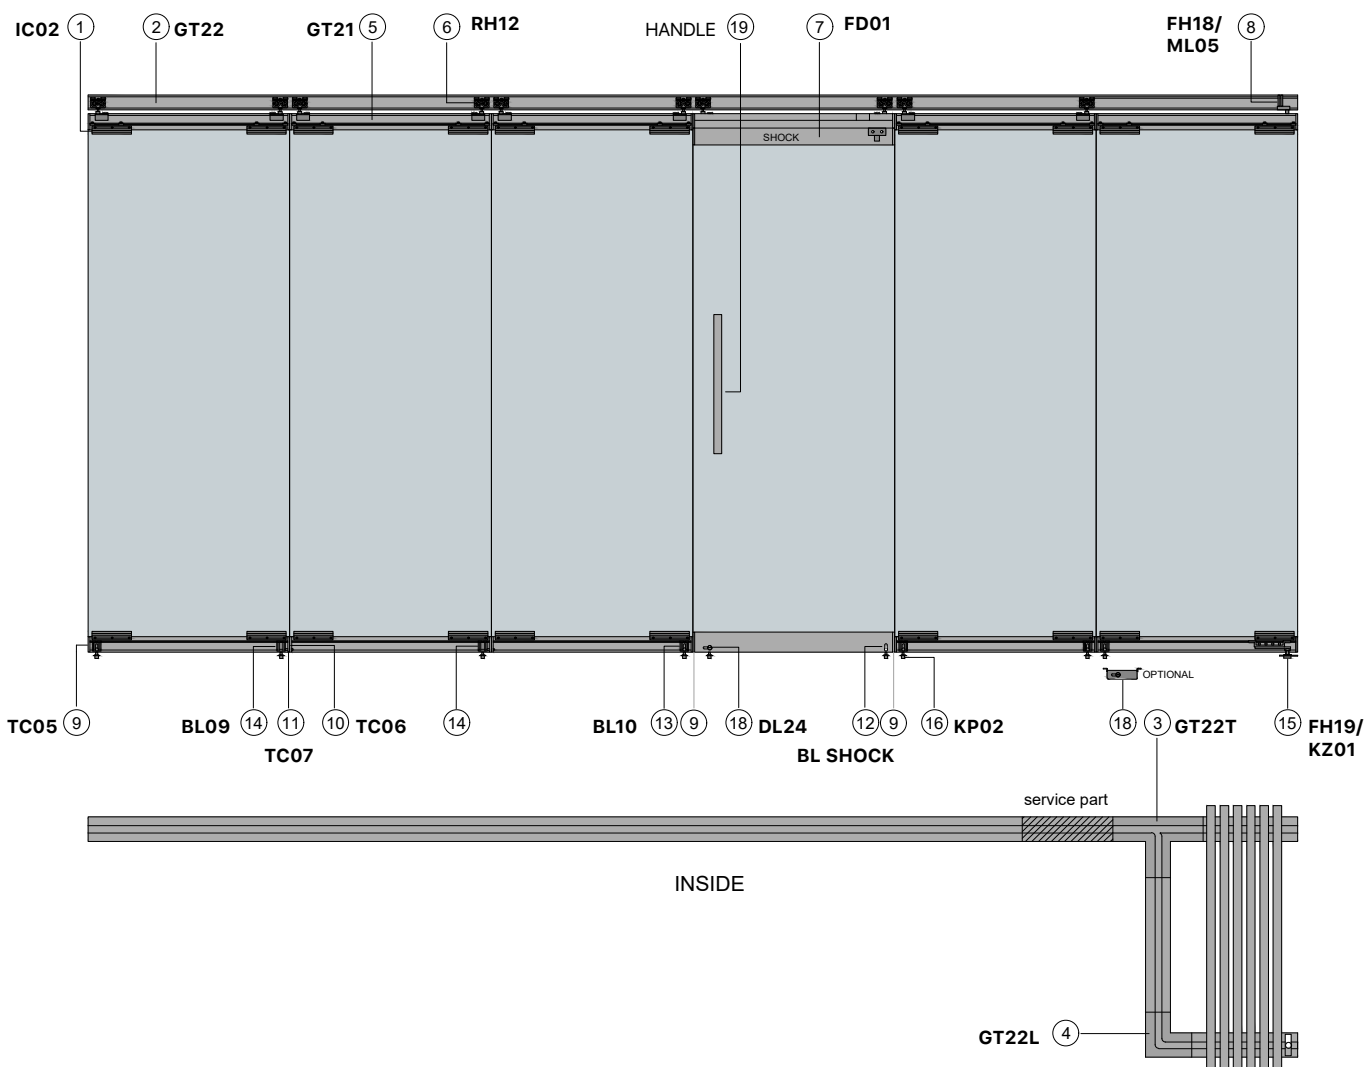 IC02 1
2 GT22
GT21 5
6 RH12
HANDLE 19
7 FD01
FH18/
ML05
8
SHOCK
OPTIONAL
TC05 9
BL09 14
11
TC07
10 TC06
14
BL10 13
9
18 DL24
12
9
BL SHOCK
16 KP02
18
3 GT22T
15 FH19/
KZ01
service part
INSIDE
GT22L 4